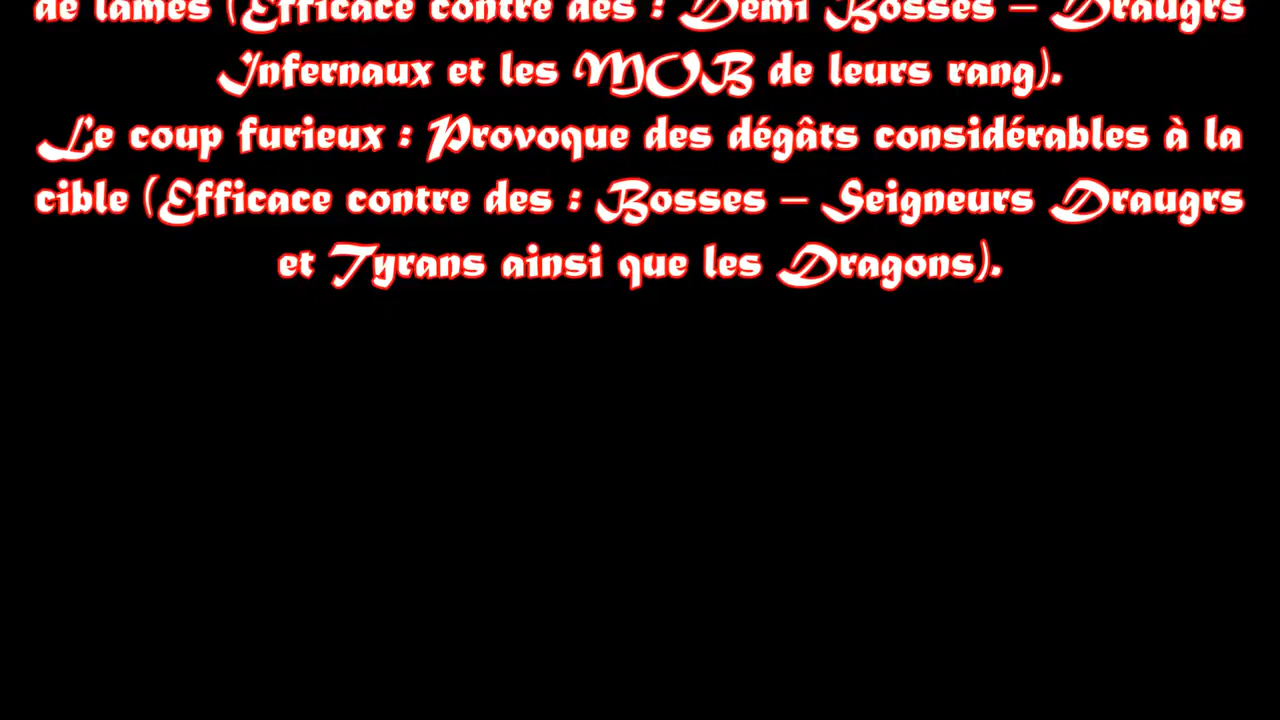 de lames (Efficace contre des : Demi Bosses – Draugrs
Infernaux et les MOB de leurs rang).
Le coup furieux : Provoque des dégâts considérables à la
cible (Efficace contre des : Bosses – Seigneurs Draugrs
et Tyrans ainsi que les Dragons).